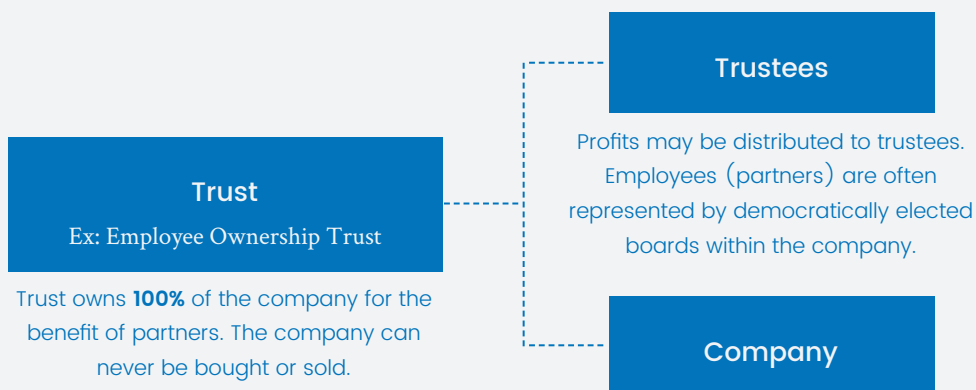 Trust
Ex: Employee Ownership Trust
Trust owns 100% of the company for the
benefit of partners. The company can
never be bought or sold.
Trustees
Profits may be distributed to trustees.
Employees (partners) are often
represented by democratically elected
boards within the company.
Company